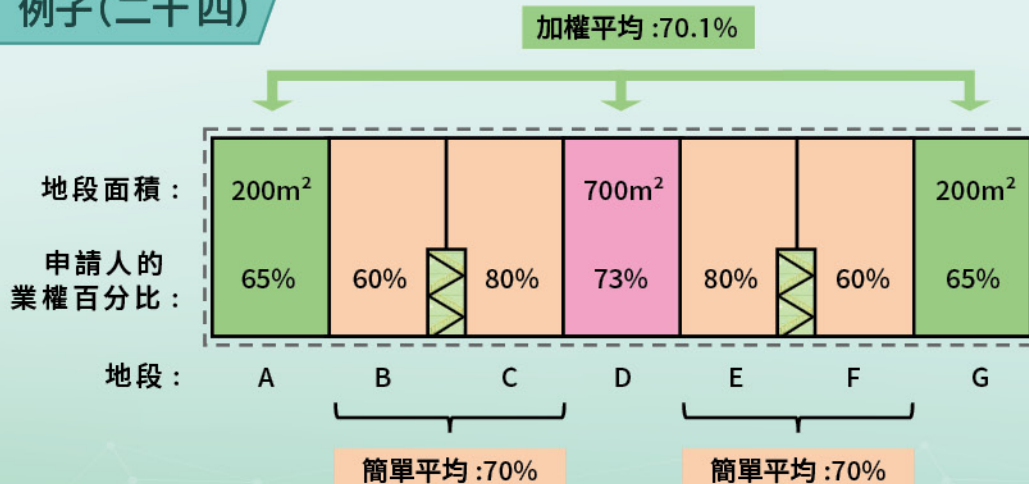 例子(二十四)
加權平均 :70.1%
地段面積 : 200m² 700m² 200m²
申請人的
業權百分比 : 65% 60% 80% 73% 80% 60% 65%
地段 : A B C D E F G
簡單平均 :70% 簡單平均 :70%